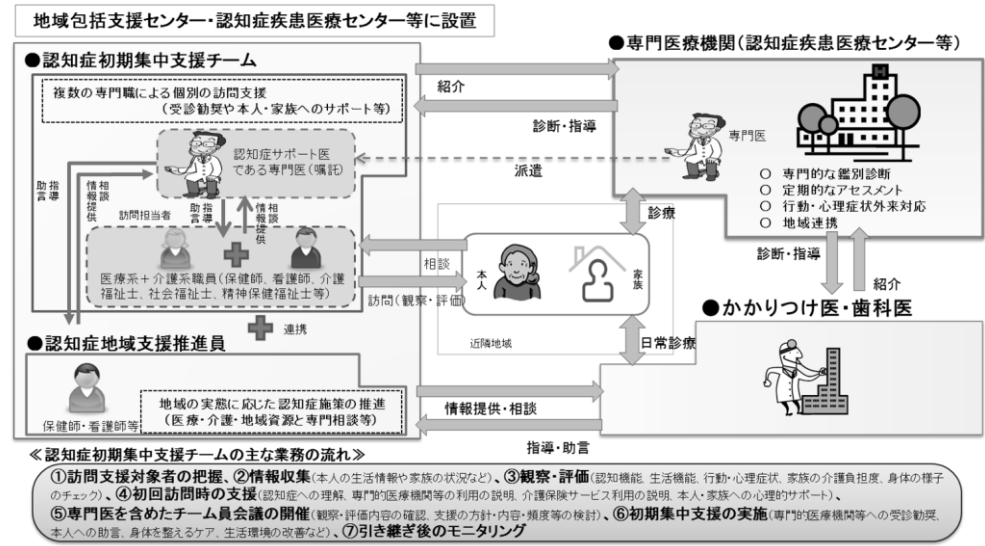 地域包括支援センター・認知症疾患医療センター等に設置
●認知症初期集中支援チーム
複数の専門職による個別の訪問支援
（受診勧奨や本人・家族へのサポート等）
認知症サポート医
である専門医（嘱託）
指導
助言
相談
情報提供
訪問担当者
指導
助言
相談
情報提供
医療系＋介護系職員（保健師、看護師、介護
福祉士、社会福祉士、精神保健福祉士等）
連携
●認知症地域支援推進員
保健師・看護師等
地域の実態に応じた認知症施策の推進
（医療・介護・地域資源と専門相談等）
紹介
診断・指導
派遣
診療
相談
訪問（観察・評価）
本人
家族
近隣地域
日常診療
情報提供・相談
指導・助言
●専門医療機関（認知症疾患医療センター等）
H
専門医
○ 専門的な鑑別診断
○ 定期的なアセスメント
○ 行動・心理症状外来対応
○ 地域連携
診断・指導
紹介
●かかりつけ医・歯科医
≪認知症初期集中支援チームの主な業務の流れ≫
①訪問支援対象者の把握、②情報収集（本人の生活情報や家族の状況など）、③観察・評価（認知機能、生活機能、行動・心理症状、家族の介護負担度、身体の様子
のチェック）、④初回訪問時の支援（認知症への理解、専門的医療機関等の利用の説明、介護保険サービス利用の説明、本人・家族への心理的サポート）、
⑤専門医を含めたチーム員会議の開催（観察・評価内容の確認、支援の方針・内容・頻度等の検討）、⑥初期集中支援の実施（専門的医療機関等への受診勧奨、
本人への助言、身体を整えるケア、生活環境の改善など）、⑦引き継ぎ後のモニタリング